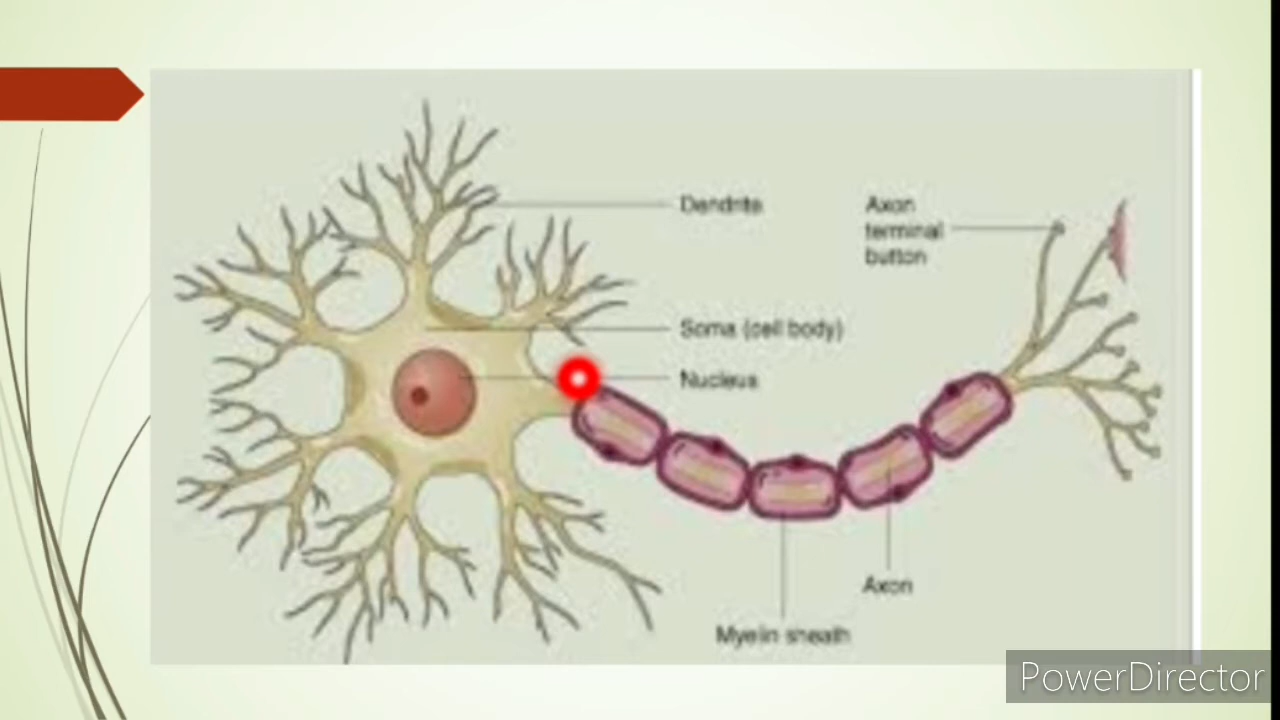 Dendrite
Axon
terminal
button
Soma (cell body)
Nucleus
Axon
Myelin sheath
PowerDirector